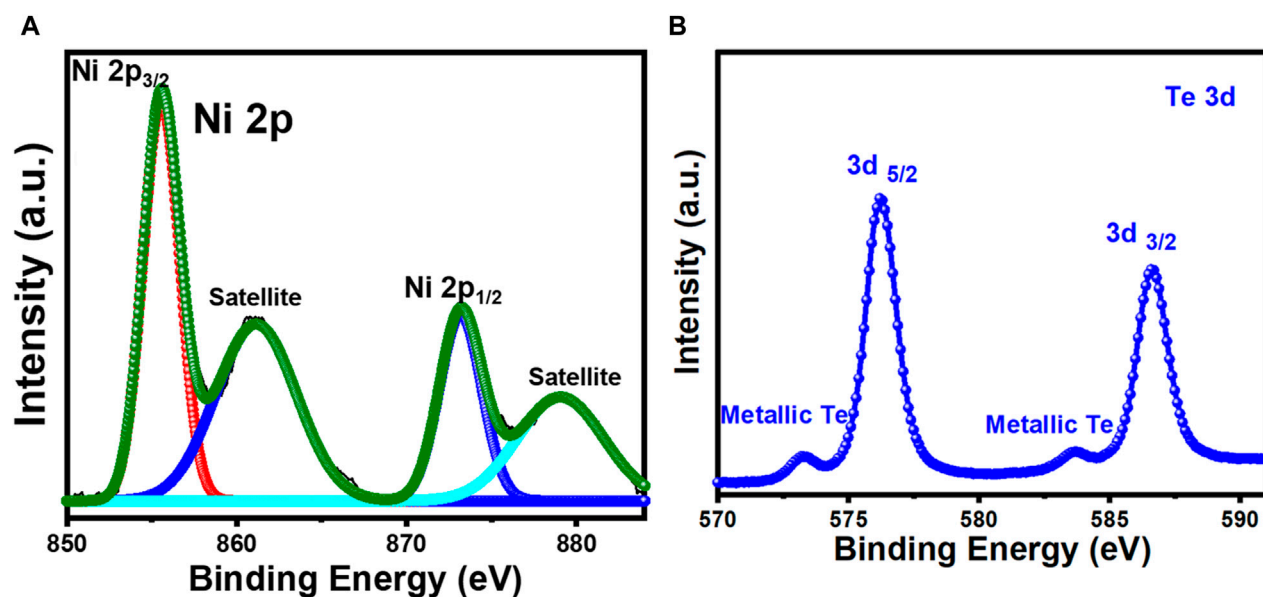 A
Ni 2p3/2
Ni 2p
Satellite
Ni 2p1/2
Satellite
Intensity (a.u.)
850 860 870 880
Binding Energy (eV)
B
Te 3d
3d 5/2
3d 3/2
Metallic Te
Metallic Te
Intensity (a.u.)
570 575 580 585 590
Binding Energy (eV)